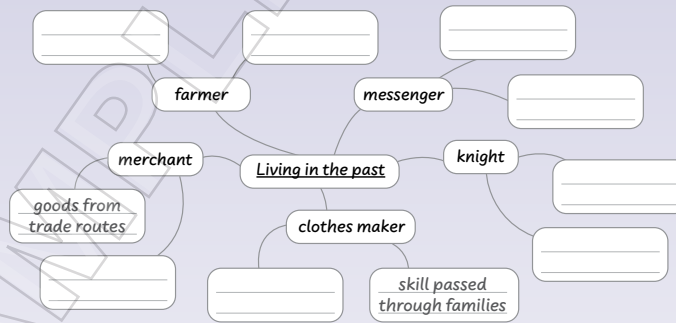 farmer
messenger
merchant
Living in the past
knight
goods from
trade routes
clothes maker
skill passed
through families